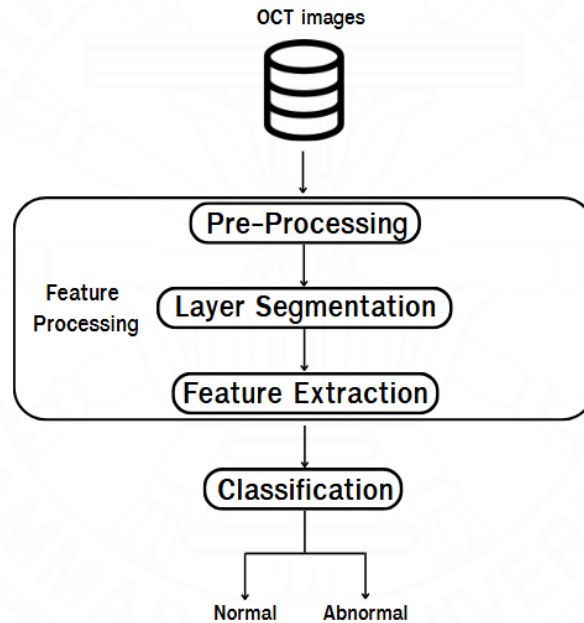 OCT images
Pre-Processing
Feature
Processing
Layer Segmentation
Feature Extraction
Classification
Normal
Abnormal